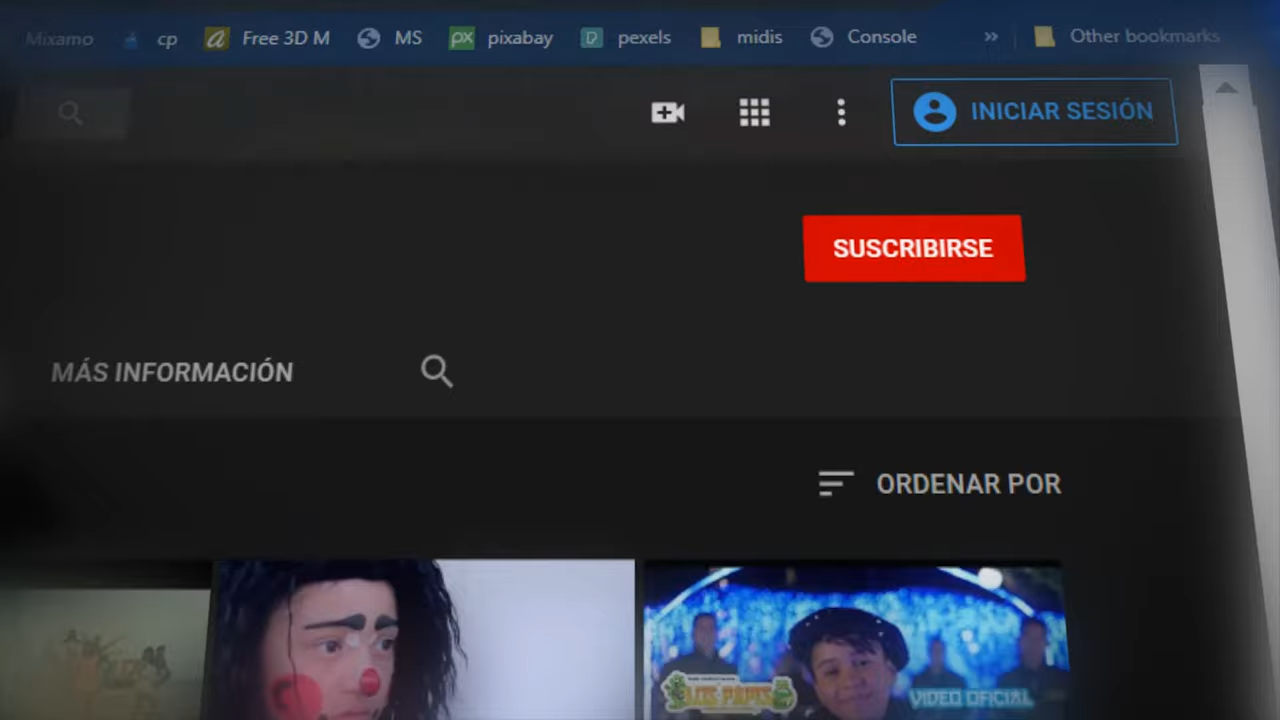 Mixamo cp Free 3D M MS pixabay pexels midis Console » Other bookmarks
INICIAR SESIÓN
SUSCRIBIRSE
MÁS INFORMACIÓN
ORDENAR POR
VIDEO OFICIAL